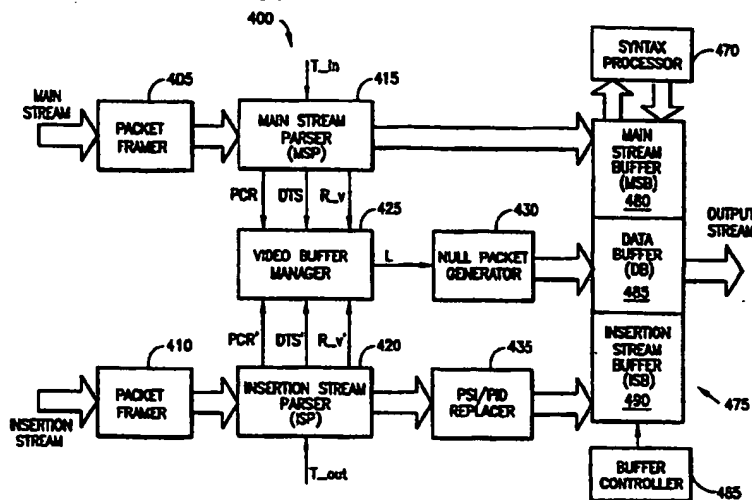 400
T_in
405
MAIN
STREAM
PACKET
FRAMER
415
MAIN STREAM
PARSER
(MSP)
SYNTAX
PROCESSOR
470
MAIN
STREAM
BUFFER
(MSB)
480
PCR
DTS
R_v
425
VIDEO BUFFER
MANAGER
L
430
NULL PACKET
GENERATOR
DATA
BUFFER
(DB)
485
OUTPUT
STREAM
PCR'
DTS'
R_v'
410
PACKET
FRAMER
INSERTION
STREAM
420
INSERTION STREAM
PARSER
(ISP)
435
PSI/PID
REPLACER
INSERTION
STREAM
BUFFER
(ISB)
490
475
T_out
BUFFER
CONTROLLER
465